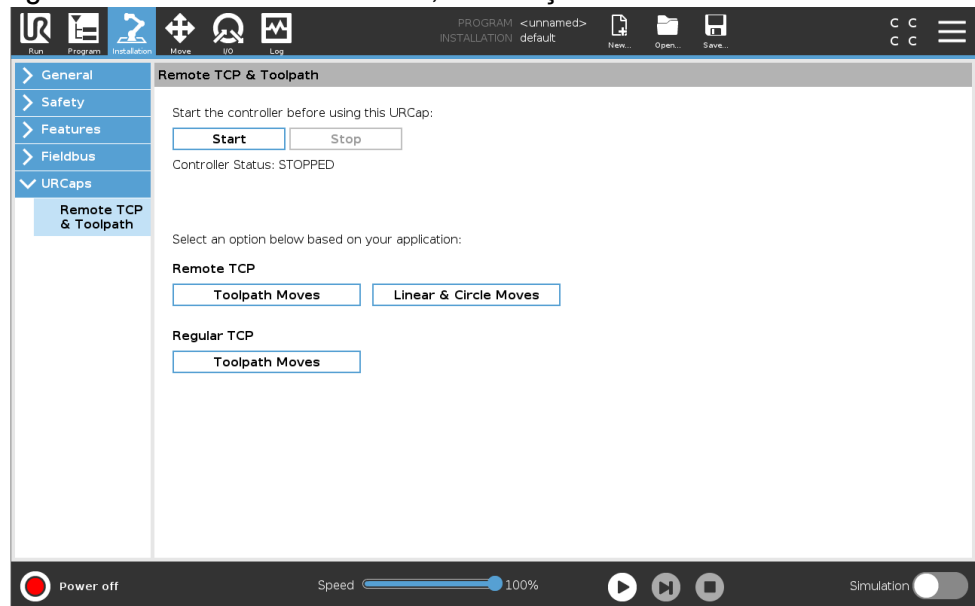 PROGRAM <unnamed>
INSTALLATION default
UR
Run Program Installation Move I/O Log New... Open... Save...
C C
C C
General
Safety
Features
Fieldbus
URCaps
Remote TCP
& Toolpath
Remote TCP & Toolpath
Start the controller before using this URCap:
Start Stop
Controller Status: STOPPED
Select an option below based on your application:
Remote TCP
Toolpath Moves Linear & Circle Moves
Regular TCP
Toolpath Moves
Power off Speed 100% Simulation